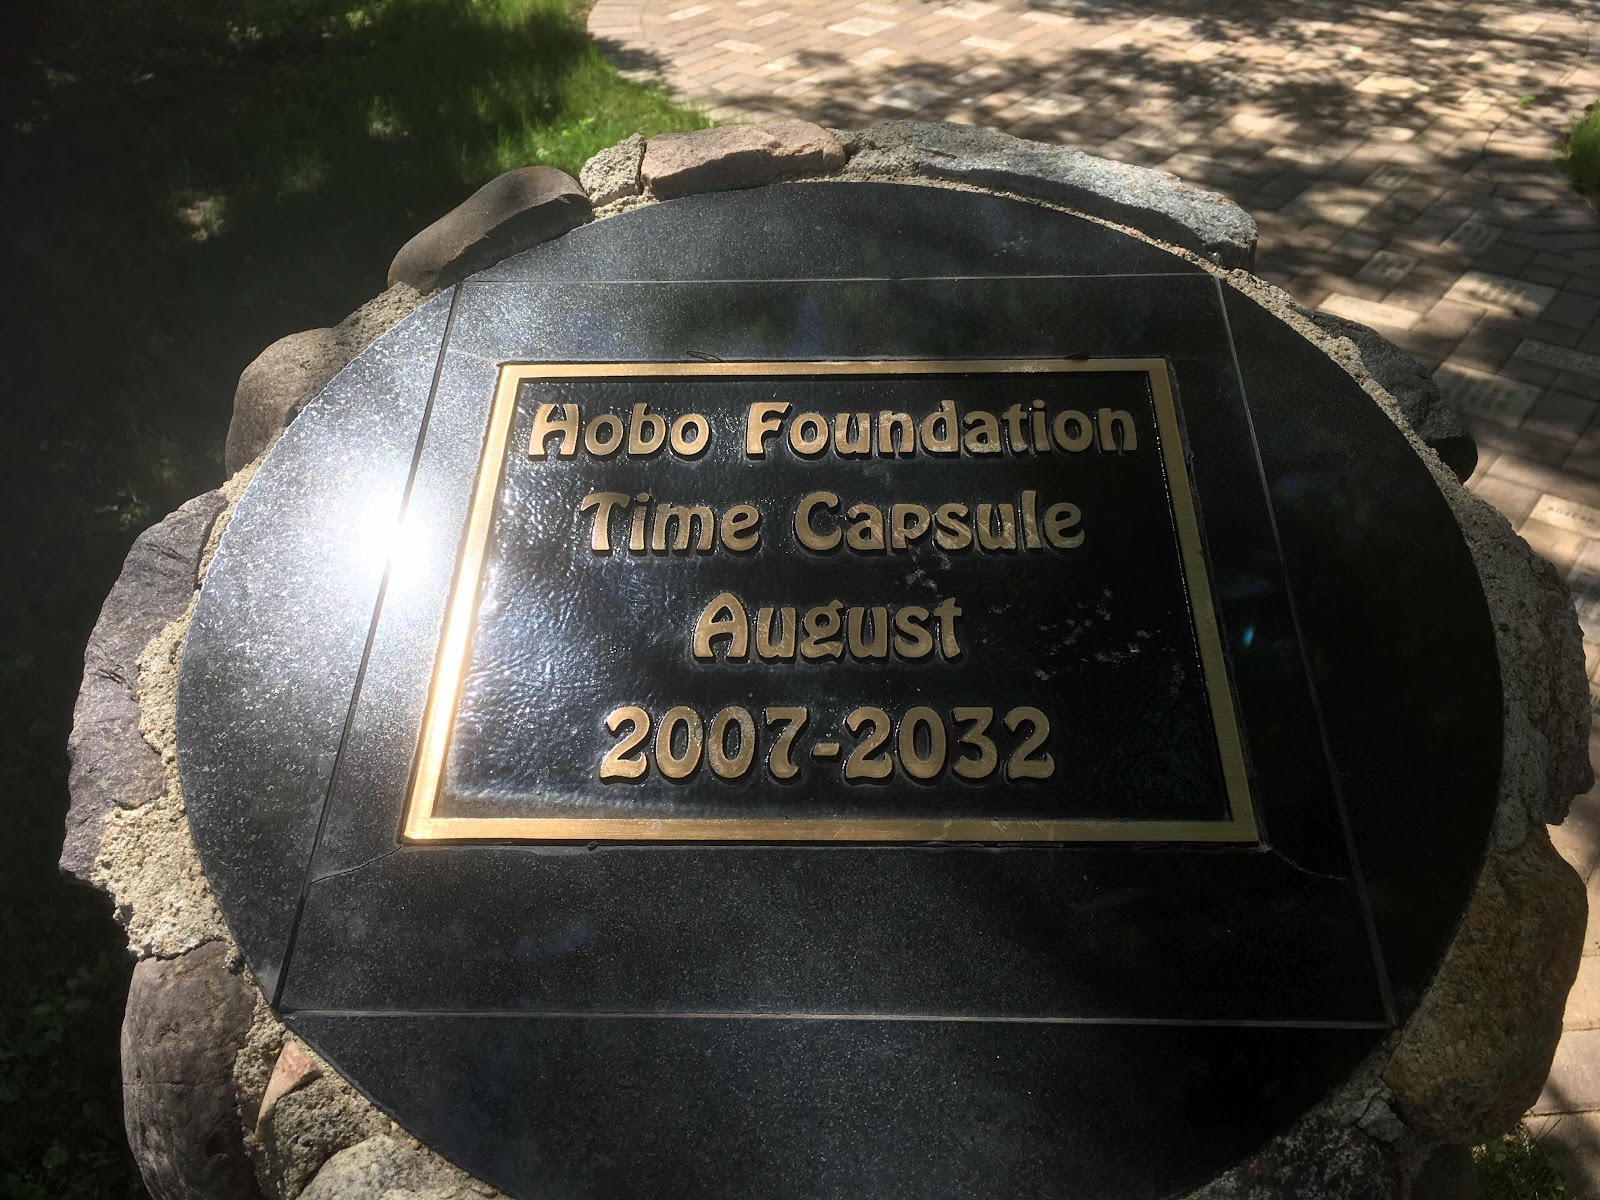 Hobo Foundation
Time Capsule
August
2007-2032